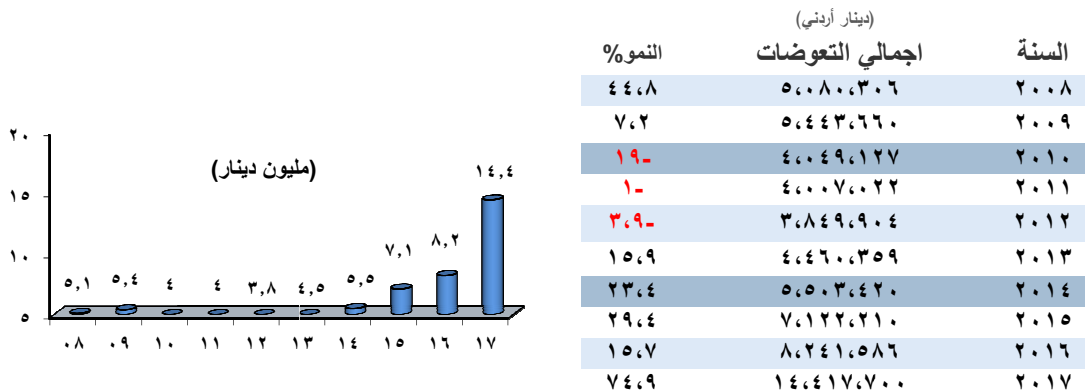 (دينار أردني)
السنة اجمالي التعوضات النمو%
٢٠٠٨ ٥،٠٨٠،٣٠٦ ٤٤،٨
٢٠٠٩ ٥،٤٤٣،٦٦٠ ٧،٢
٢٠١٠ ٤،٠٤٩،١٢٧ -١٩
٢٠١١ ٤،٠٠٧،٠٢٢ -١
٢٠١٢ ٣،٨٤٩،٩٠٤ -٣،٩
٢٠١٣ ٤،٤٦٠،٣٥٩ ١٥،٩
٢٠١٤ ٥،٥٠٣،٤٢٠ ٢٣،٤
٢٠١٥ ٧،١٢٢،٢١٠ ٢٩،٤
٢٠١٦ ٨،٢٤١،٥٨٦ ١٥،٧
٢٠١٧ ١٤،٤١٧،٧٠٠ ٧٤،٩
(مليون دينار)
٢٠
١٥
١٠
٥
٥,١ ٥,٤ ٤ ٤ ٣,٨ ٤,٥ ٥,٥ ٧,١ ٨,٢ ١٤,٤
٠٨ ٠٩ ١٠ ١١ ١٢ ١٣ ١٤ ١٥ ١٦ ١٧